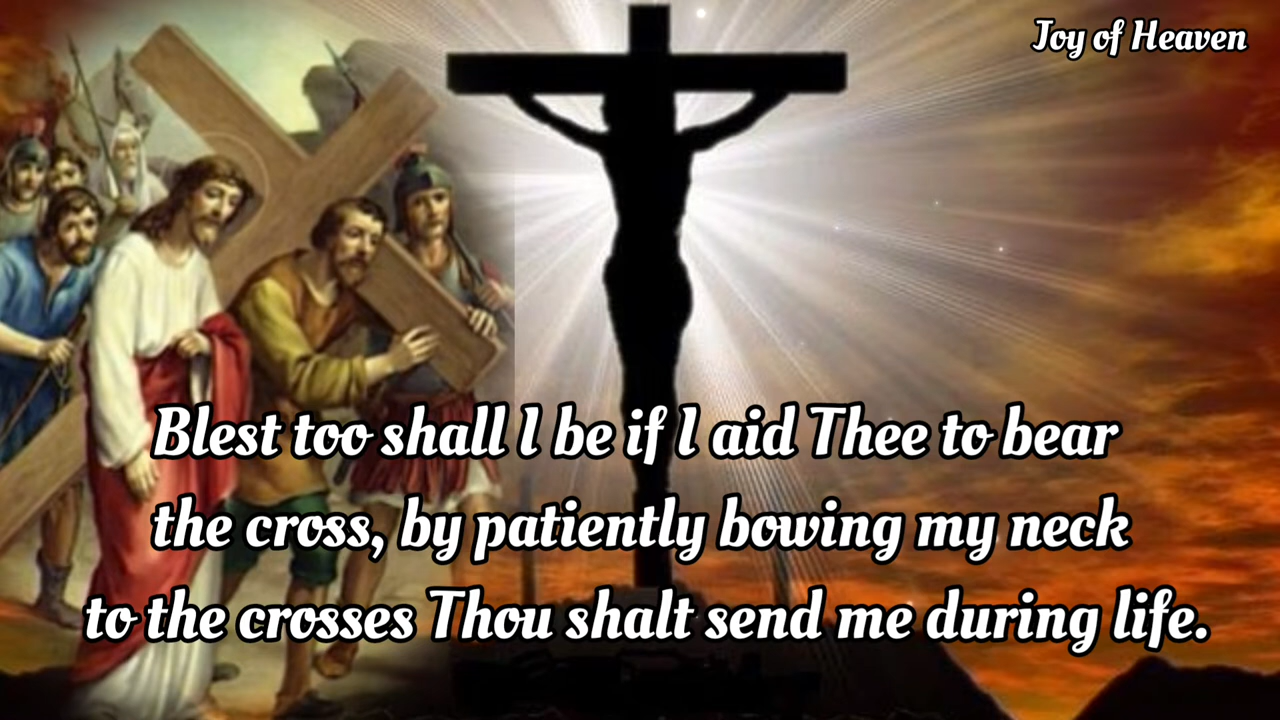 Joy of Heaven
Blest too shall I be if I aid Thee to bear
the cross, by patiently bowing my neck
to the crosses Thou shalt send me during life.